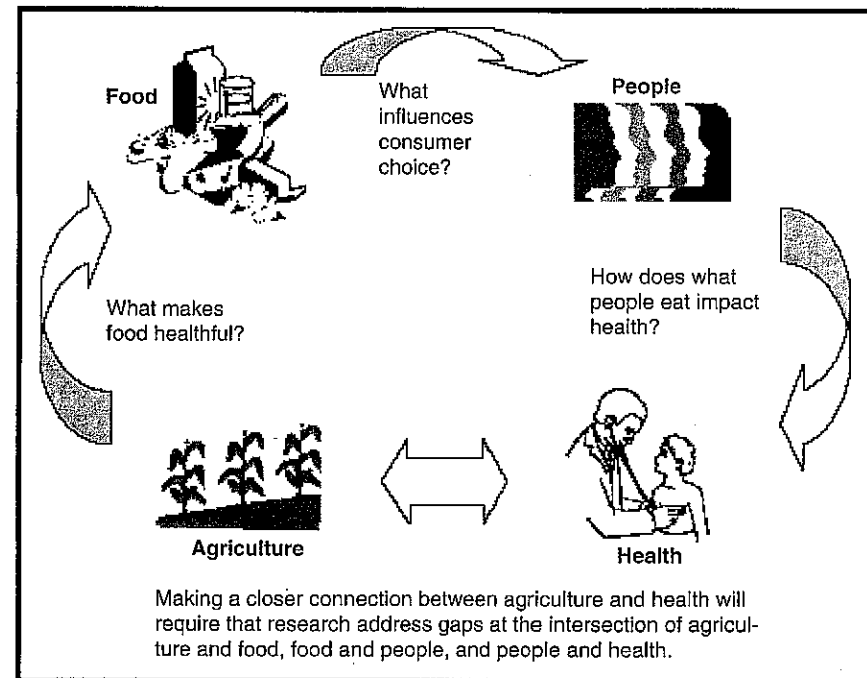 Food
What
influences
consumer
choice?
People
What makes
food healthful?
How does what
people eat impact
health?
Agriculture
Health
Making a closer connection between agriculture and health will
require that research address gaps at the intersection of agricul-
ture and food, food and people, and people and health.